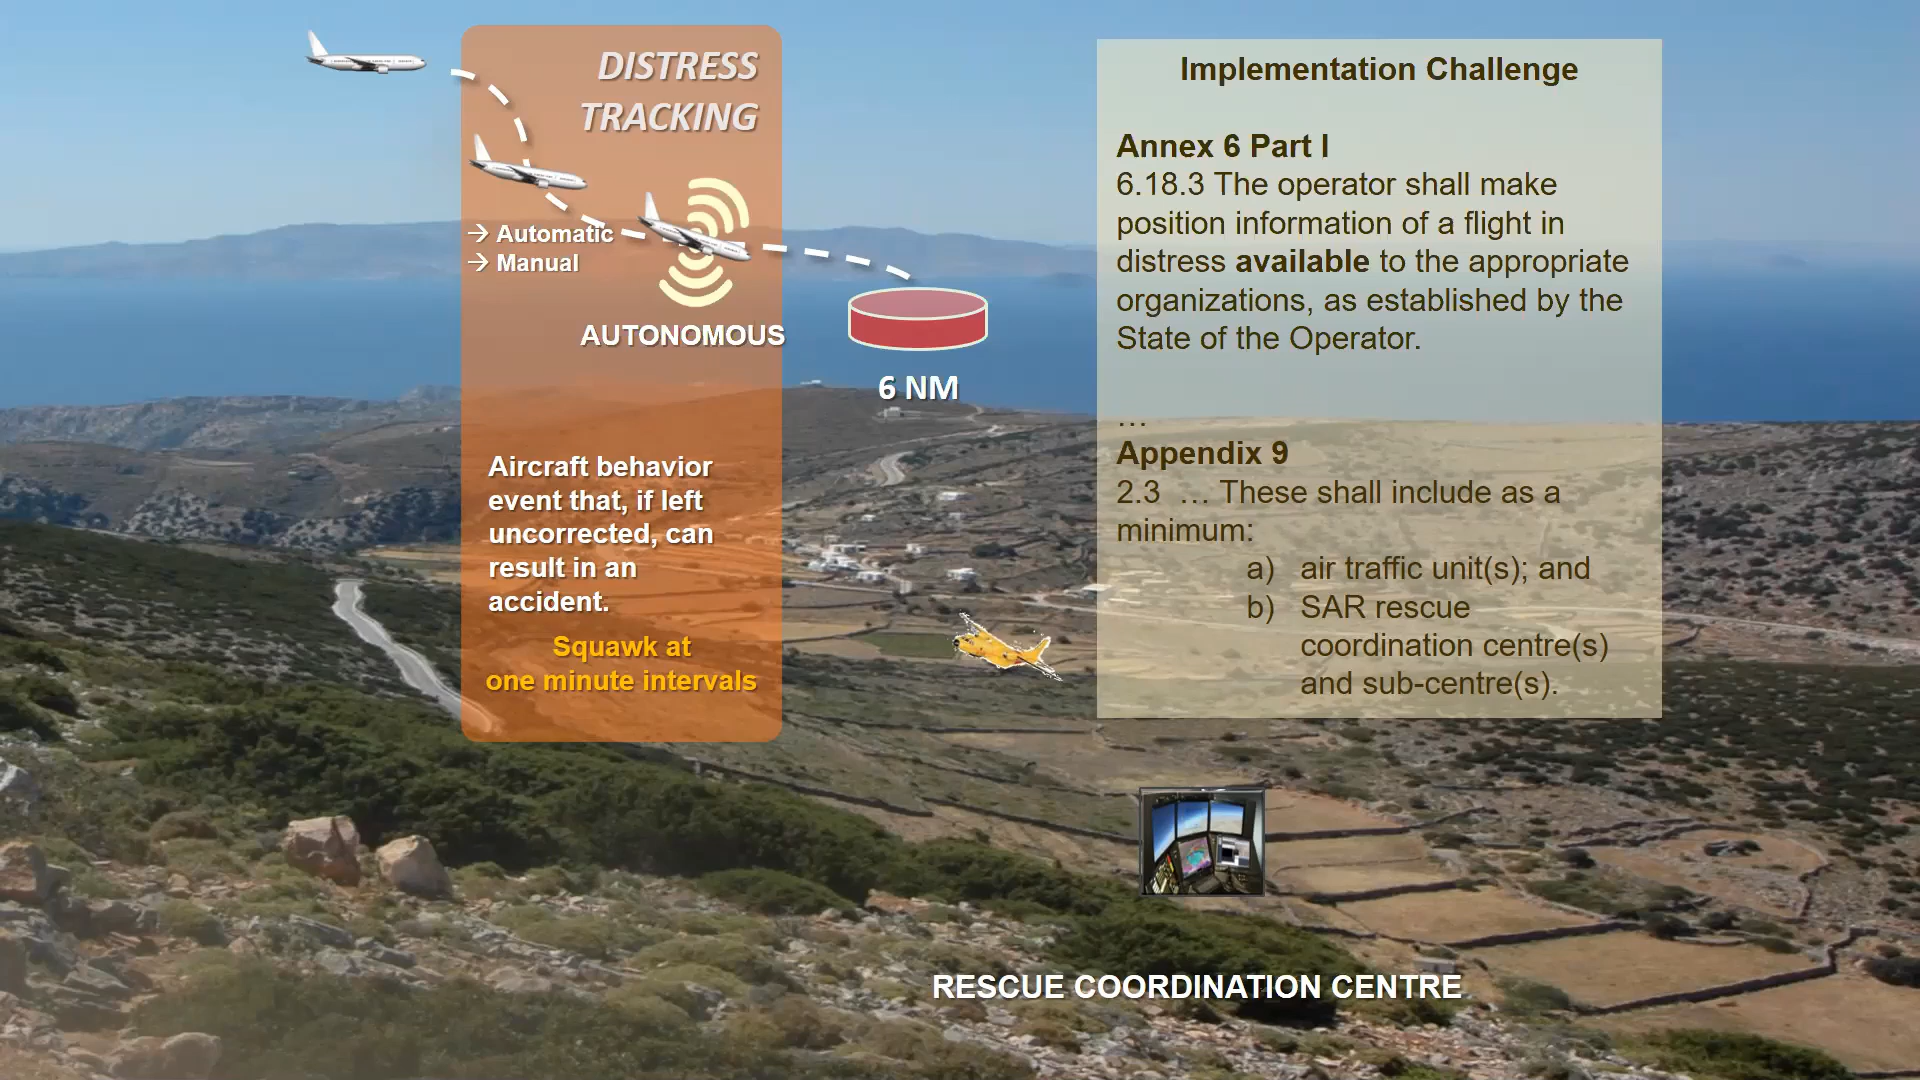 DISTRESS
TRACKING
→ Automatic
→ Manual
AUTONOMOUS
6 NM
Aircraft behavior
event that, if left
uncorrected, can
result in an
accident.
Squawk at
one minute intervals
Implementation Challenge
Annex 6 Part I
6.18.3 The operator shall make
position information of a flight in
distress available to the appropriate
organizations, as established by the
State of the Operator.
…
Appendix 9
2.3 … These shall include as a
minimum:
a) air traffic unit(s); and
b) SAR rescue
coordination centre(s)
and sub-centre(s).
RESCUE COORDINATION CENTRE